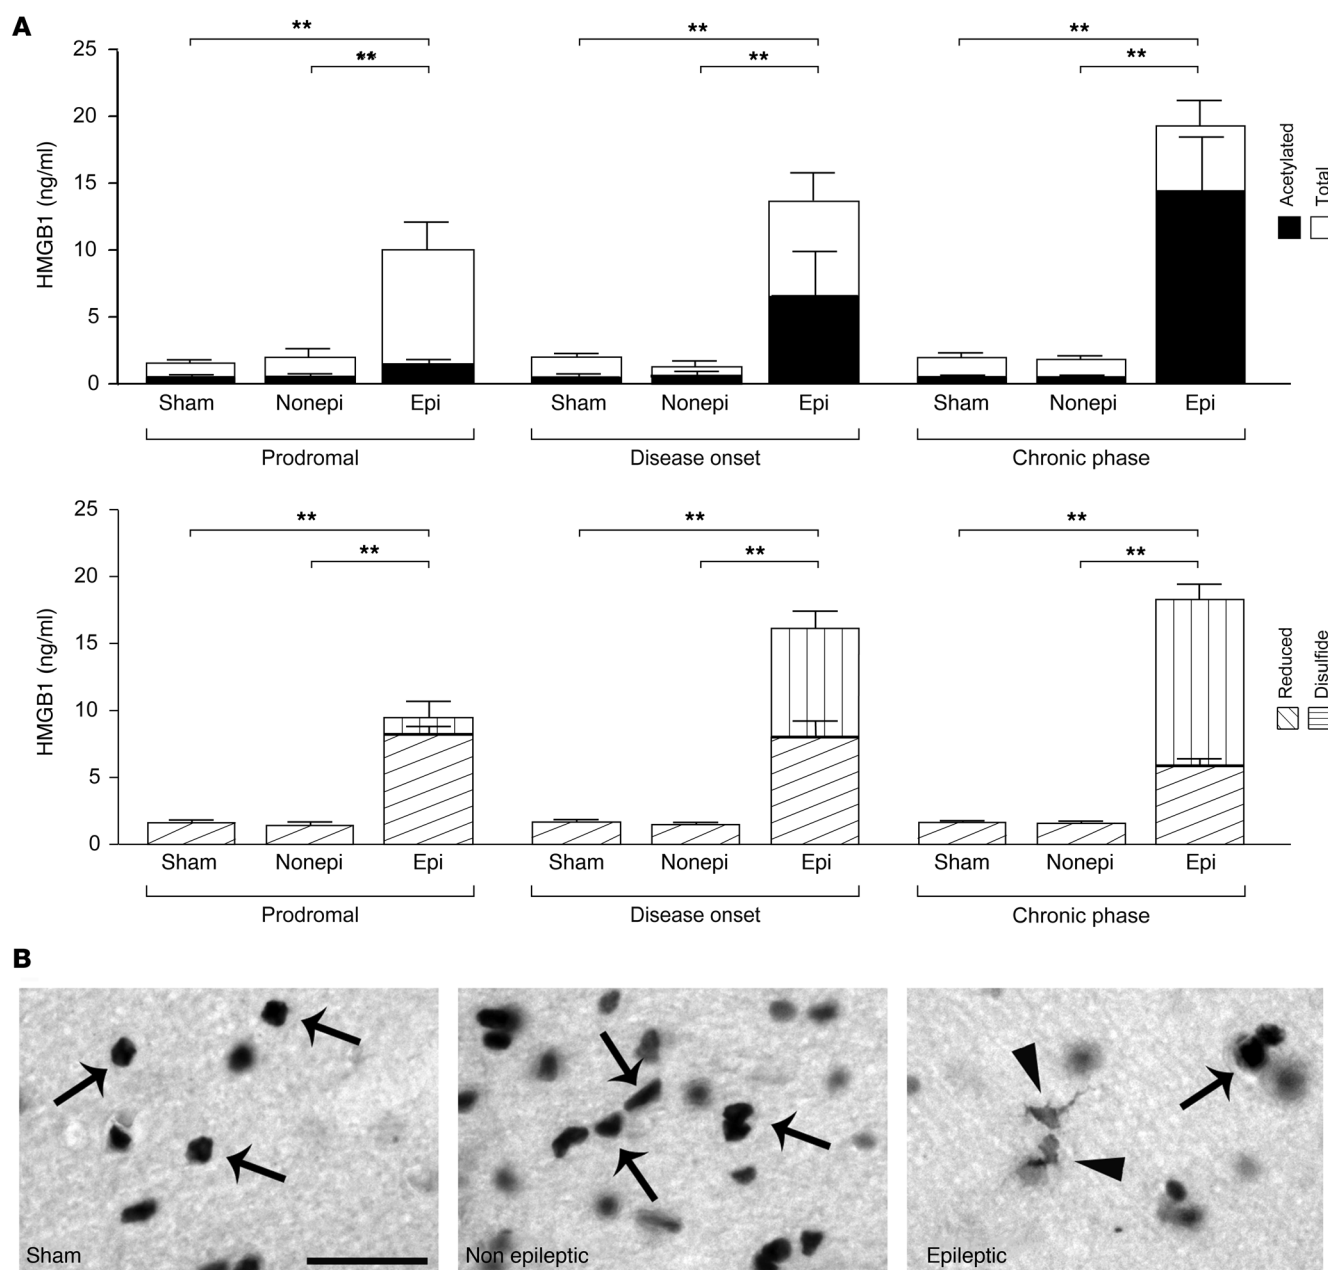 A
** ** **
** ** **
25
20
15
10
5
0
HMGB1 (ng/ml)
Acetylated
Total
Sham Nonepi Epi Sham Nonepi Epi Sham Nonepi Epi
Prodromal Disease onset Chronic phase
25
20
15
10
5
0
HMGB1 (ng/ml)
** ** **
** ** **
Reduced
Disulfide
Sham Nonepi Epi Sham Nonepi Epi Sham Nonepi Epi
Prodromal Disease onset Chronic phase
B
Sham Non epileptic Epileptic